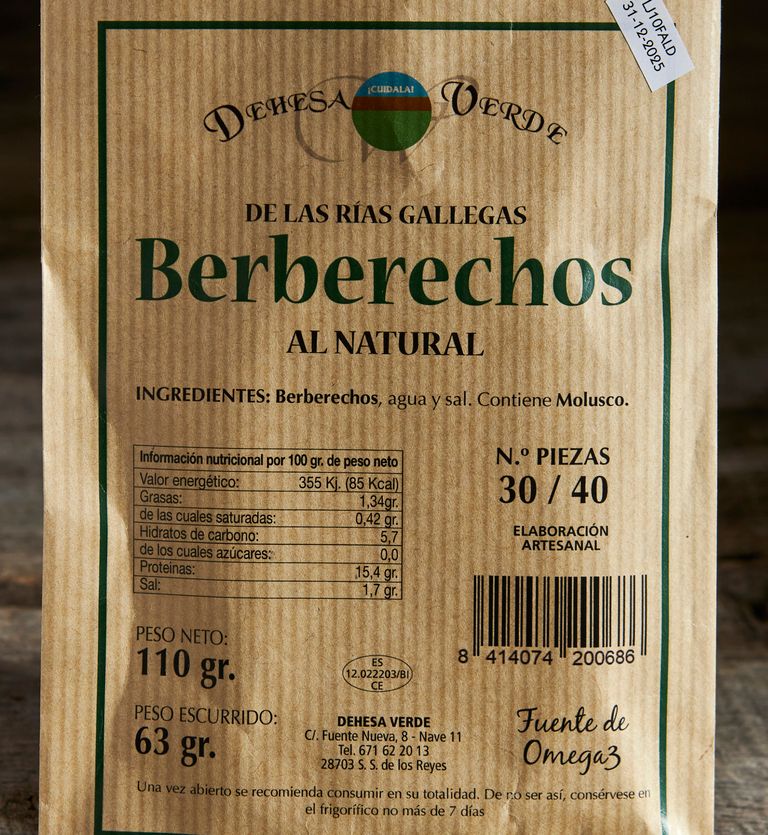 LJ10FALD
31-12-2025
DEHESA ¡CUIDALA! VERDE
DE LAS RÍAS GALLEGAS
Berberechos
AL NATURAL
INGREDIENTES: Berberechos, agua y sal. Contiene Molusco.
Información nutricional por 100 gr. de peso neto
Valor energético: 355 Kj. (85 Kcal)
Grasas: 1,34gr.
de las cuales saturadas: 0,42 gr.
Hidratos de carbono: 5,7
de los cuales azúcares: 0,0
Proteinas: 15,4 gr.
Sal: 1,7 gr.
N.º PIEZAS
30 / 40
ELABORACIÓN
ARTESANAL
8 414074 200686
PESO NETO:
110 gr.
PESO ESCURRIDO:
63 gr.
ES
12.022203/BI
CE
DEHESA VERDE
C/. Fuente Nueva, 8 - Nave 11
Tel. 671 62 20 13
28703 S. S. de los Reyes
Fuente de
Omega3
Una vez abierto se recomienda consumir en su totalidad. De no ser así, consérvese en
el frigorífico no más de 7 días